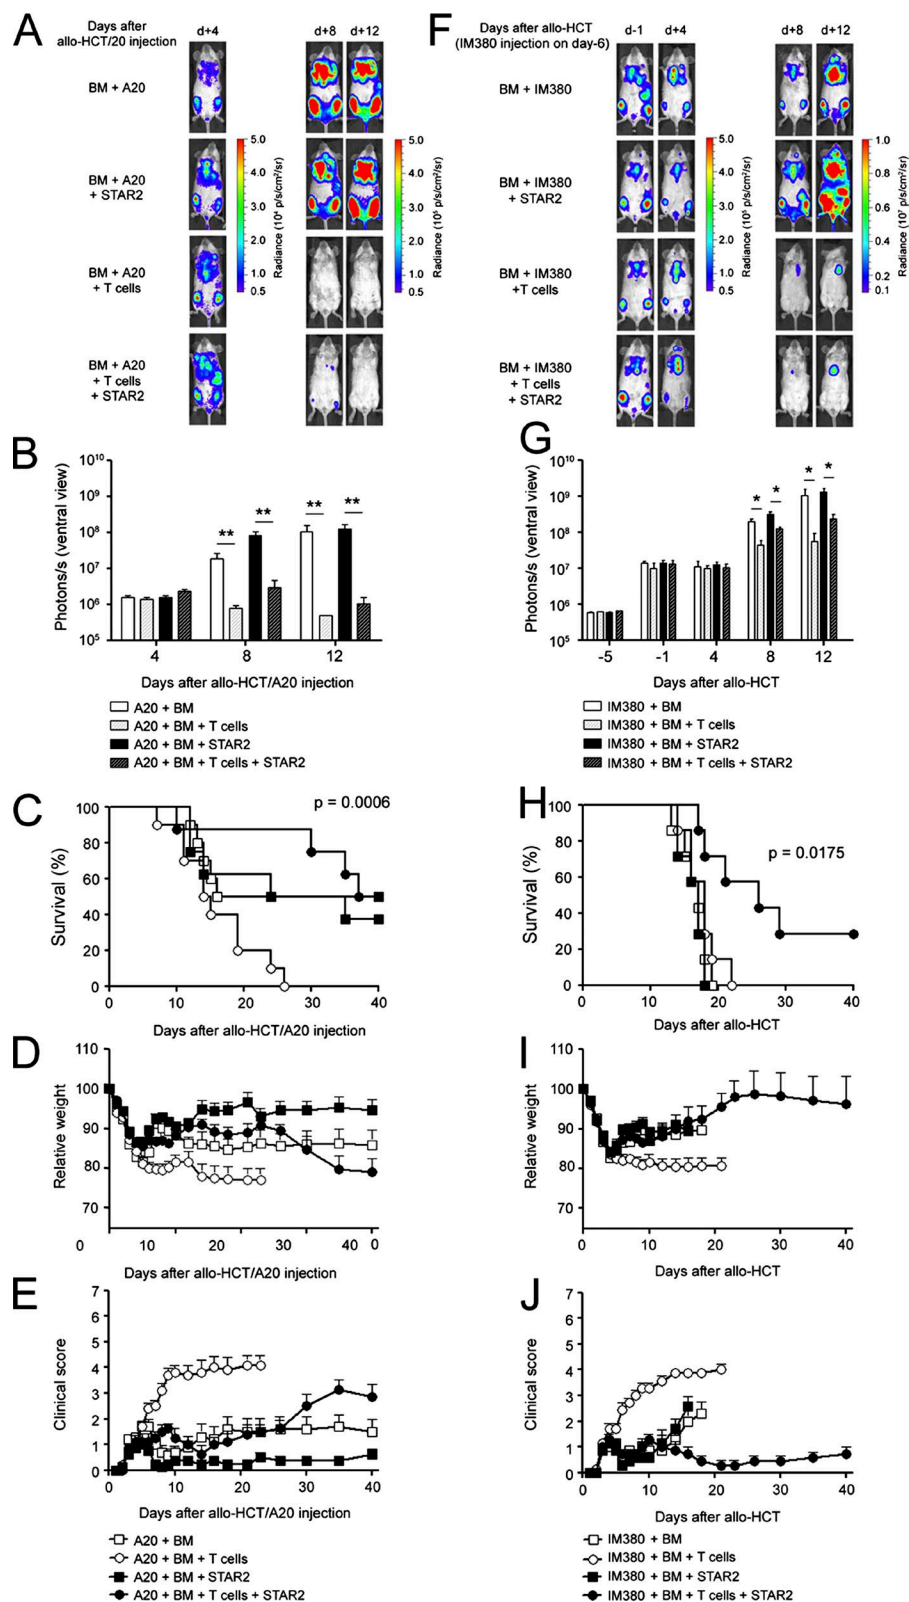 A
Days after
allo-HCT/20 injection
d+4
d+8
d+12
BM + A20
BM + A20
+ STAR2
BM + A20
+ T cells
BM + A20
+ T cells
+ STAR2
5.0
4.0
3.0
2.0
1.0
0.5
Radiance (10⁴ p/s/cm²/sr)
5.0
4.0
3.0
2.0
1.0
0.5
F
Days after allo-HCT
(IM380 injection on day-6)
d-1
d+4
d+8
d+12
BM + IM380
BM + IM380
+ STAR2
BM + IM380
+T cells
BM + IM380
+ T cells
+ STAR2
5.0
4.0
3.0
2.0
1.0
0.5
1.0
0.8
0.6
0.4
0.2
0.1
B
Photons/s (ventral view)
10¹⁰
10⁹
10⁸
10⁷
10⁶
10⁵
** ** ** **
4 8 12
Days after allo-HCT/A20 injection
A20 + BM
A20 + BM + T cells
A20 + BM + STAR2
A20 + BM + T cells + STAR2
G
Photons/s (ventral view)
10¹⁰
10⁹
10⁸
10⁷
10⁶
10⁵
* * * *
-5 -1 4 8 12
Days after allo-HCT
IM380 + BM
IM380 + BM + T cells
IM380 + BM + STAR2
IM380 + BM + T cells + STAR2
C
p = 0.0006
Survival (%)
100
80
60
40
20
0
0 10 20 30 40
Days after allo-HCT/A20 injection
H
p = 0.0175
Survival (%)
100
80
60
40
20
0
0 10 20 30 40
Days after allo-HCT
D
Relative weight
110
100
90
80
70
0 10 20 30 40 0
Days after allo-HCT/A20 injection
I
Relative weight
110
100
90
80
70
0 10 20 30 40
Days after allo-HCT
E
Clinical score
7
6
5
4
3
2
1
0
0 10 20 30 40
Days after allo-HCT/A20 injection
A20 + BM
A20 + BM + T cells
A20 + BM + STAR2
A20 + BM + T cells + STAR2
J
Clinical score
7
6
5
4
3
2
1
0
0 10 20 30 40
Days after allo-HCT
IM380 + BM
IM380 + BM + T cells
IM380 + BM + STAR2
IM380 + BM + T cells + STAR2